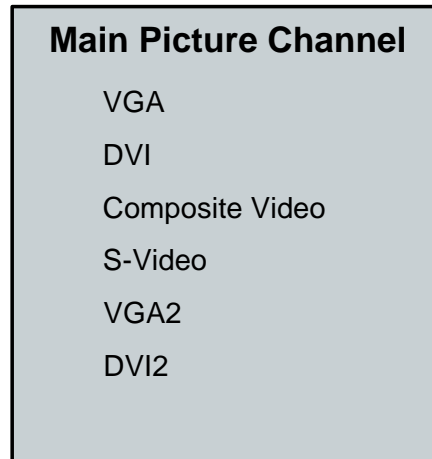 Main Picture Channel
VGA
DVI
Composite Video
S-Video
VGA2
DVI2